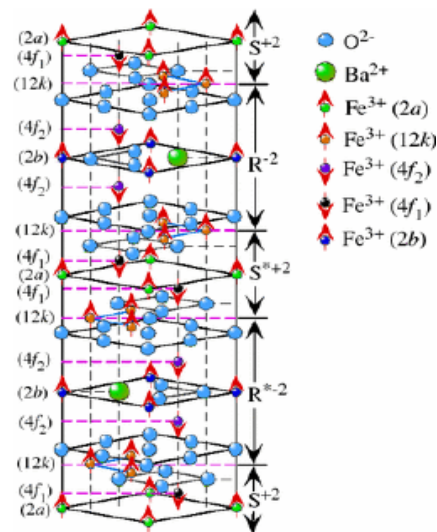 (2a)
(4f₁)
(12k)
(4f₂)
(2b)
(4f₂)
(12k)
(4f₁)
(2a)
(4f₁)
(12k)
(4f₂)
(2b)
(4f₂)
(12k)
(4f₁)
(2a)
S⁺²
R⁻²
S*⁺²
R*⁻²
S⁺²
O²⁻
Ba²⁺
Fe³⁺ (2a)
Fe³⁺ (12k)
Fe³⁺ (4f₂)
Fe³⁺ (4f₁)
Fe³⁺ (2b)